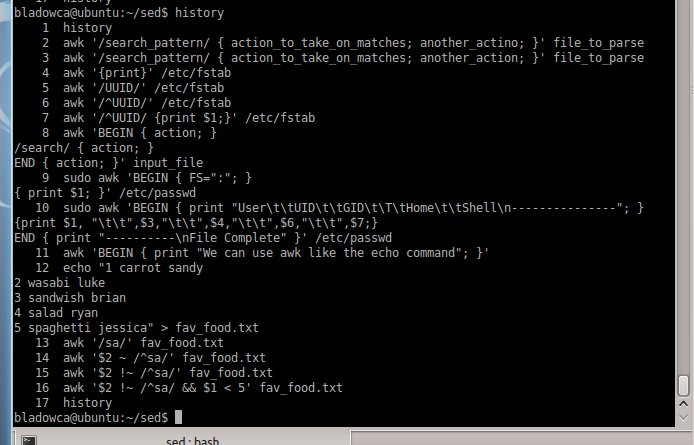 17 history
bladowca@ubuntu:~/sed$ history
    1  history
    2  awk '/search_pattern/ { action_to_take_on_matches; another_actino; }' file_to_parse
    3  awk '/search_pattern/ { action_to_take_on_matches; another_action; }' file_to_parse
    4  awk '{print}' /etc/fstab
    5  awk '/UUID/' /etc/fstab
    6  awk '/^UUID/' /etc/fstab
    7  awk '/^UUID/ {print $1;}' /etc/fstab
    8  awk 'BEGIN { action; }
/search/ { action; }
END { action; }' input_file
    9  sudo awk 'BEGIN { FS=":"; }
{ print $1; }' /etc/passwd
   10  sudo awk 'BEGIN { print "User\t\tUID\t\tGID\t\tT\tHome\t\tShell\n---------------"; }
{print $1, "\t\t",$3,"\t\t",$4,"\t\t",$6,"\t\t",$7;}
END { print "----------\nFile Complete" }' /etc/passwd
   11  awk 'BEGIN { print "We can use awk like the echo command"; }'
   12  echo "1 carrot sandy
2 wasabi luke
3 sandwish brian
4 salad ryan
5 spaghetti jessica" > fav_food.txt
   13  awk '/sa/' fav_food.txt
   14  awk '$2 ~ /^sa/' fav_food.txt
   15  awk '$2 !~ /^sa/' fav_food.txt
   16  awk '$2 !~ /^sa/ && $1 < 5' fav_food.txt
   17  history
bladowca@ubuntu:~/sed$
sed : bash